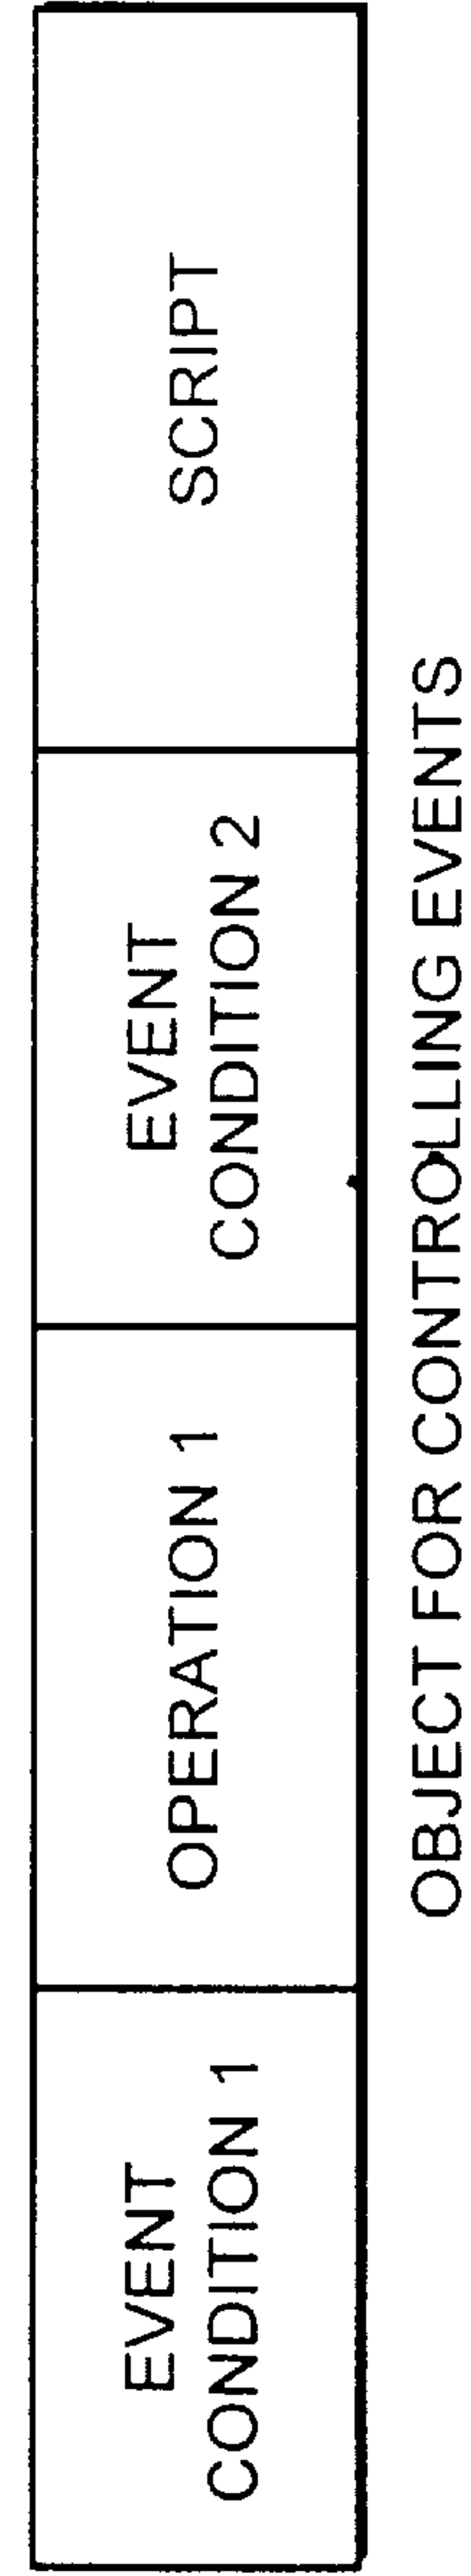 EVENT
CONDITION 1
OPERATION 1
EVENT
CONDITION 2
SCRIPT
OBJECT FOR CONTROLLING EVENTS